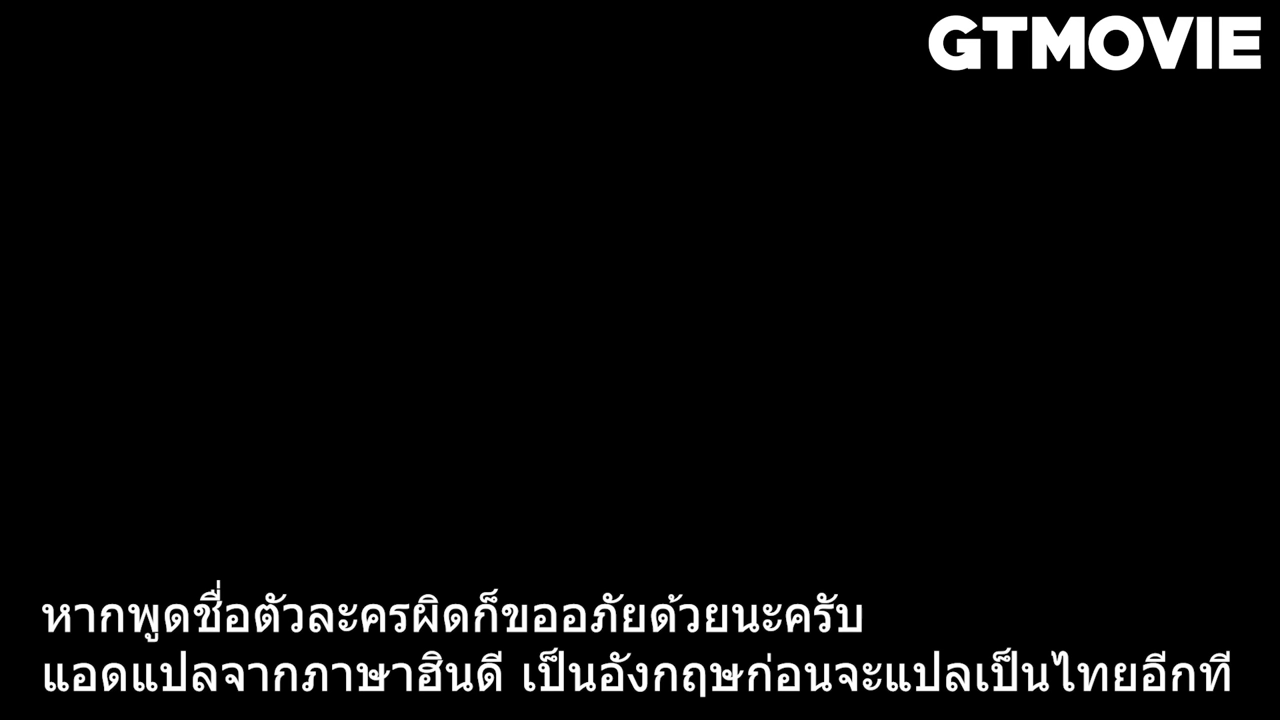 GTMOVIE
หากพูดชื่อตัวละครผิดก็ขออภัยด้วยนะครับ
แอดแปลจากภาษาฮินดี เป็นอังกฤษก่อนจะแปลเป็นไทยอีกที